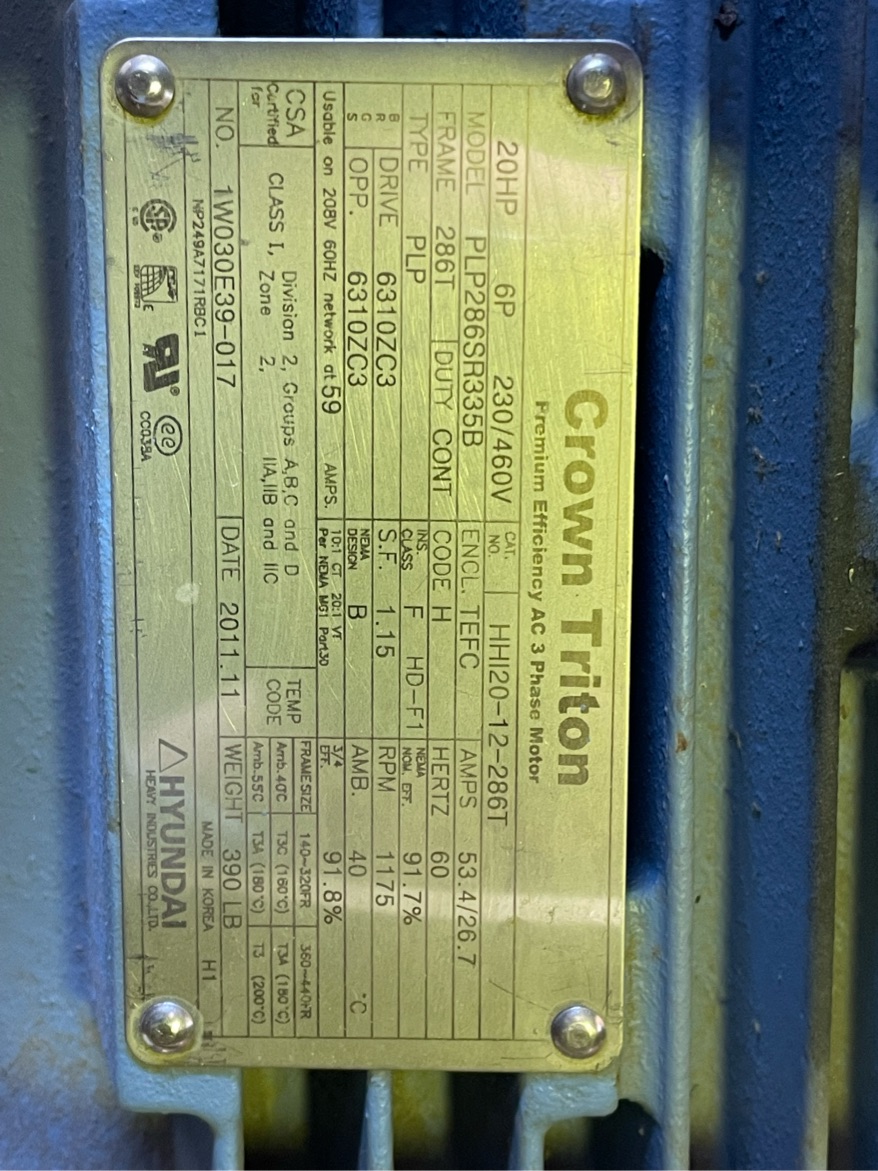 Crown Triton
Premium Efficiency AC 3 Phase Motor
20HP 6P 230/460V CAT. NO. HHI20-12-286T
MODEL PLP286SR335B ENCL. TEFC AMPS 53.4/26.7
FRAME 286T DUTY CONT CODE H HERTZ 60
TYPE PLP INS. CLASS F HD-F1 NEMA NOM. EFF. 91.7%
BRGS DRIVE 6310ZC3 S.F. 1.15 RPM 1175
OPP. 6310ZC3 NEMA DESIGN B AMB. 40 °C
Usable on 208V 60HZ network at 59 AMPS. 10:1 CT 20:1 VT Per NEMA MG1 Part30 3/4 EFF. 91.8%
CSA Certified for CLASS I, Division 2, Groups A,B,C and D
Zone 2, IIA,IIB and IIC
TEMP CODE FRAMESIZE 140~320FR 360~440FR
Amb.40C T3C (160°C) T3A (180°C)
Amb.55C T3A (180°C) T3 (200°C)
NO. 1W030E39-017 DATE 2011.11 WEIGHT 390 LB
NP249A7171RBC1 MADE IN KOREA H1
ee CC038A HYUNDAI
HEAVY INDUSTRIES CO.,LTD.